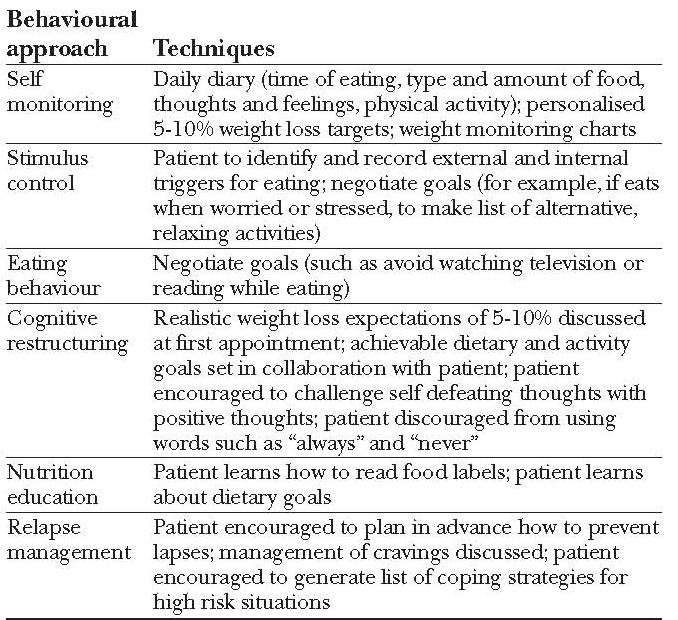 Behavioural
approach Techniques
Self Daily diary (time of eating, type and amount of food,
monitoring thoughts and feelings, physical activity); personalised
5-10% weight loss targets; weight monitoring charts
Stimulus Patient to identify and record external and internal
control triggers for eating; negotiate goals (for example, if eats
when worried or stressed, to make list of alternative,
relaxing activities)
Eating Negotiate goals (such as avoid watching television or
behaviour reading while eating)
Cognitive Realistic weight loss expectations of 5-10% discussed
restructuring at first appointment; achievable dietary and activity
goals set in collaboration with patient; patient
encouraged to challenge self defeating thoughts with
positive thoughts; patient discouraged from using
words such as “always” and “never”
Nutrition Patient learns how to read food labels; patient learns
education about dietary goals
Relapse Patient encouraged to plan in advance how to prevent
management lapses; management of cravings discussed; patient
encouraged to generate list of coping strategies for
high risk situations